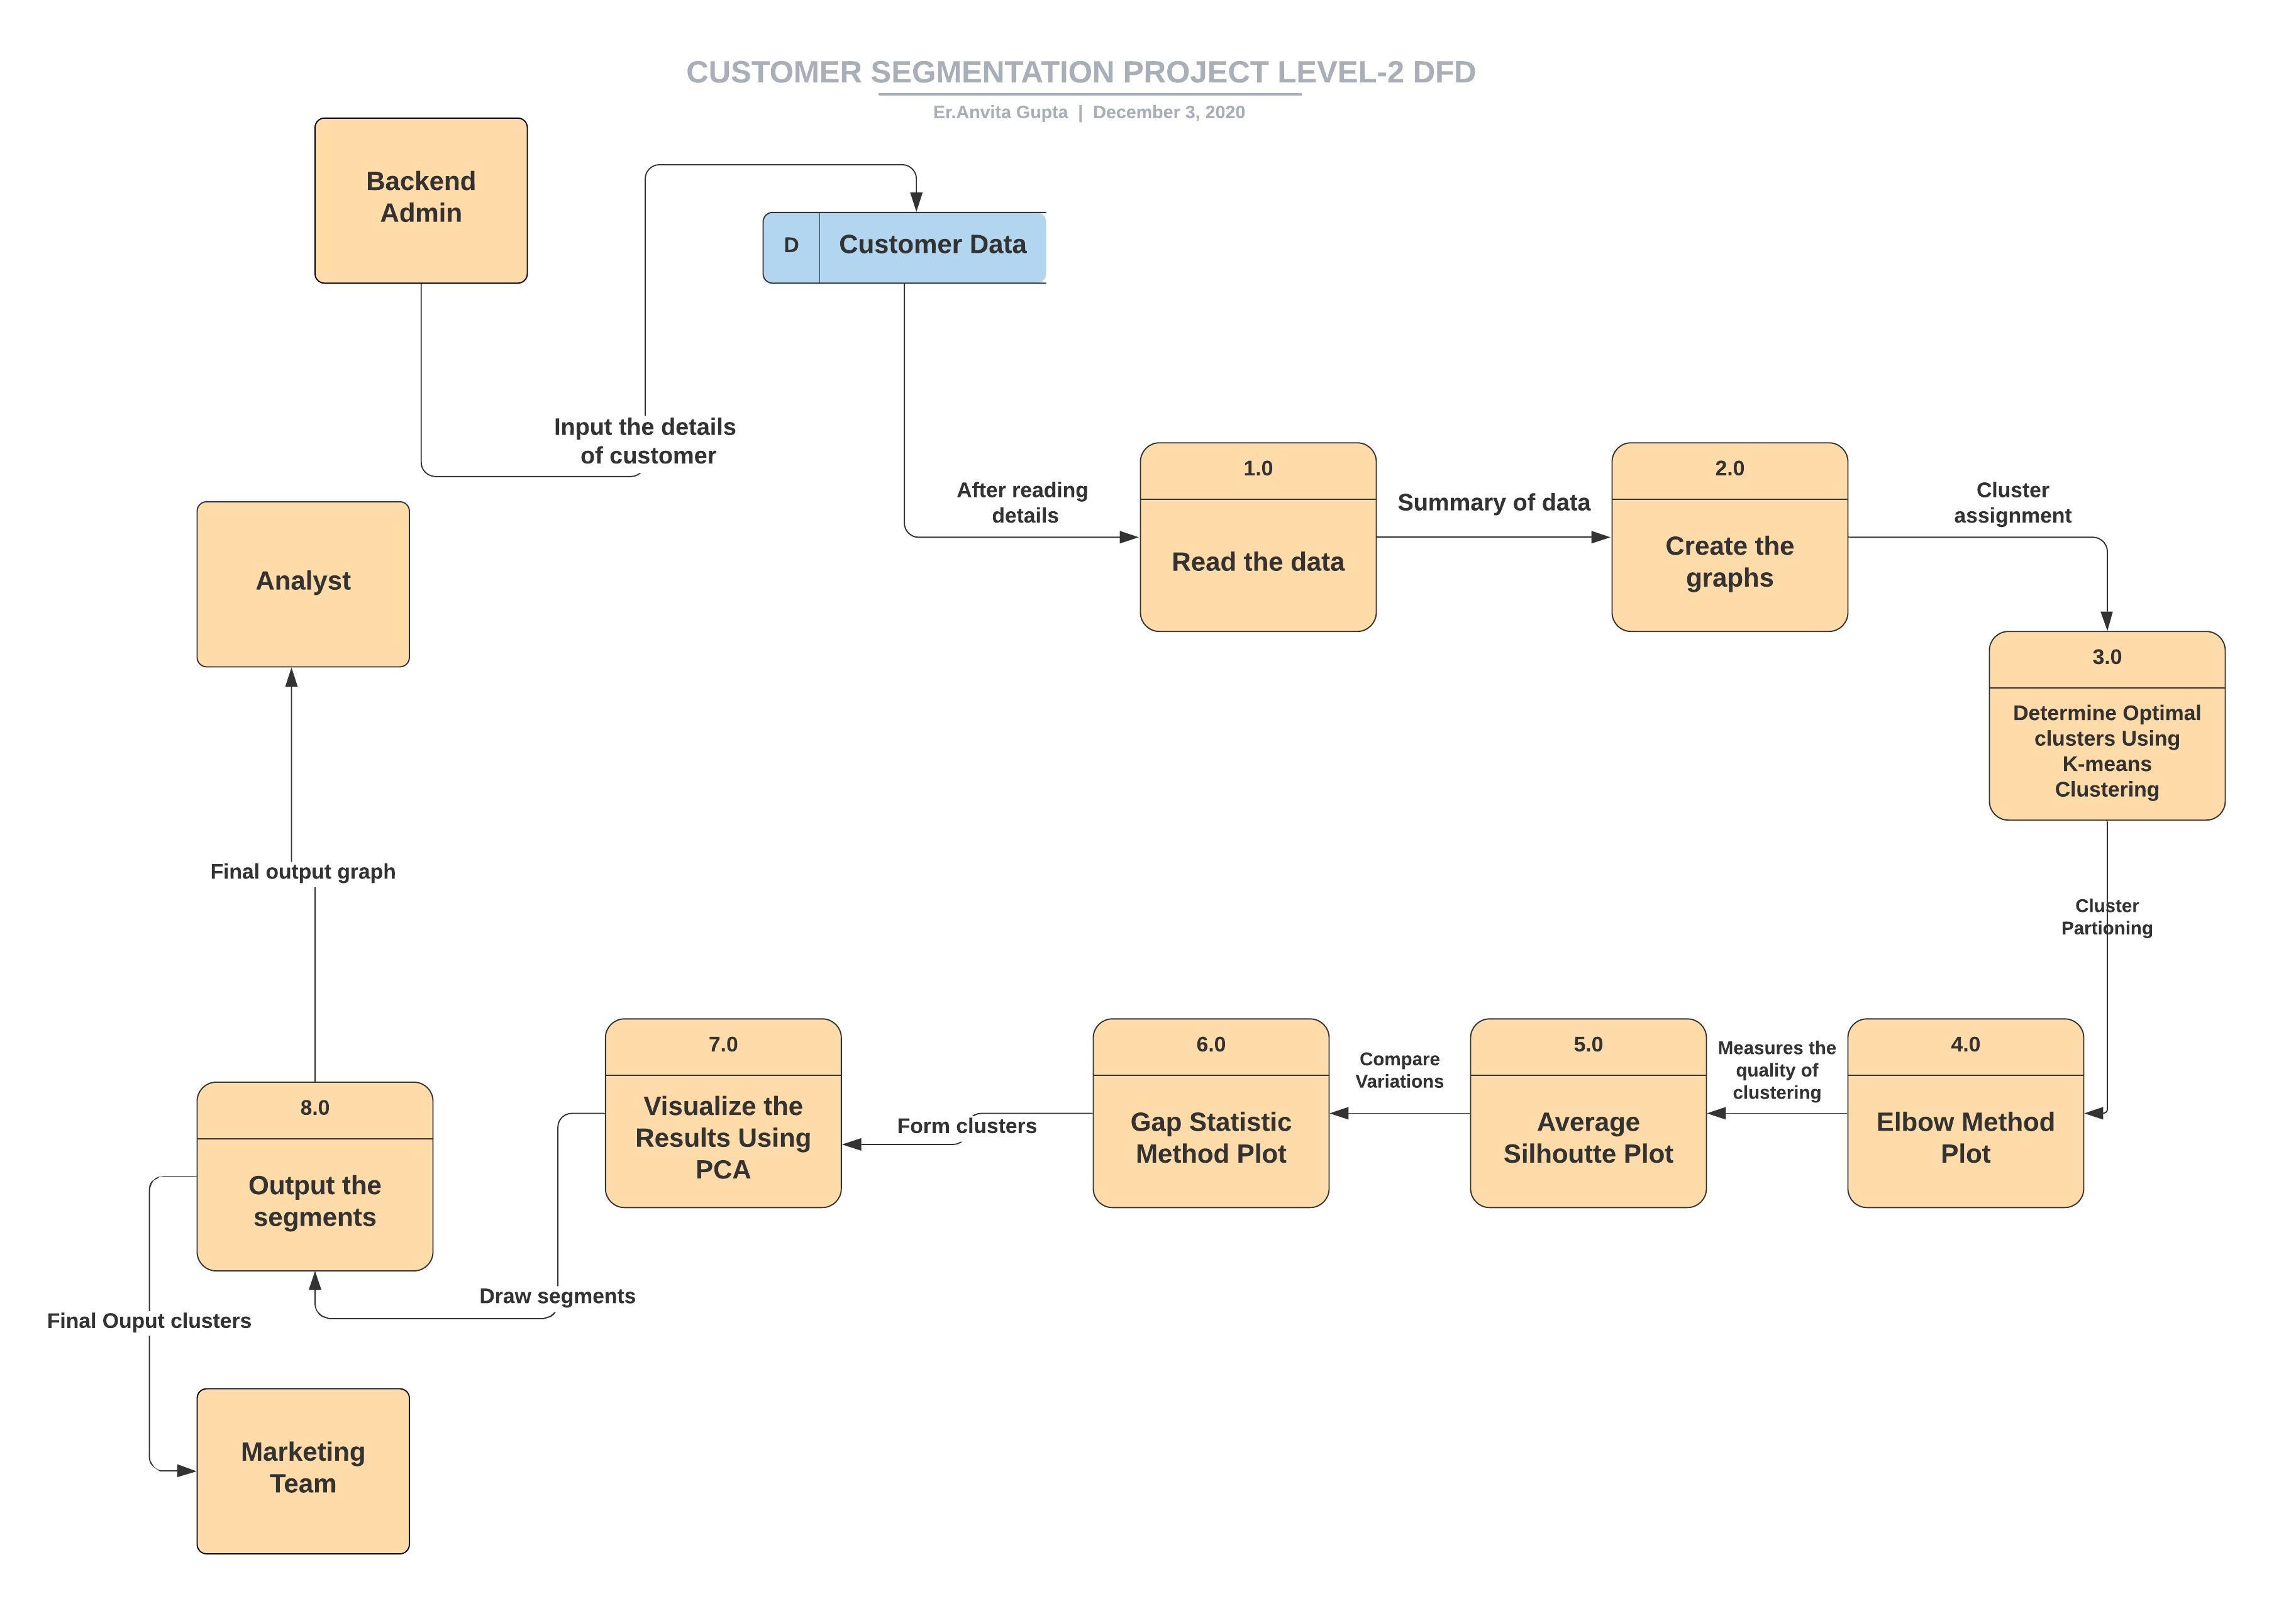 CUSTOMER SEGMENTATION PROJECT LEVEL-2 DFD
Er.Anvita Gupta | December 3, 2020
Backend
Admin
D
Customer Data
Input the details
of customer
After reading
details
1.0
Read the data
Summary of data
2.0
Create the
graphs
Cluster
assignment
3.0
Determine Optimal
clusters Using
K-means
Clustering
Cluster
Partioning
4.0
Elbow Method
Plot
Measures the
quality of
clustering
5.0
Average
Silhoutte Plot
Compare
Variations
6.0
Gap Statistic
Method Plot
Form clusters
7.0
Visualize the
Results Using
PCA
Draw segments
8.0
Output the
segments
Final output graph
Analyst
Final Ouput clusters
Marketing
Team